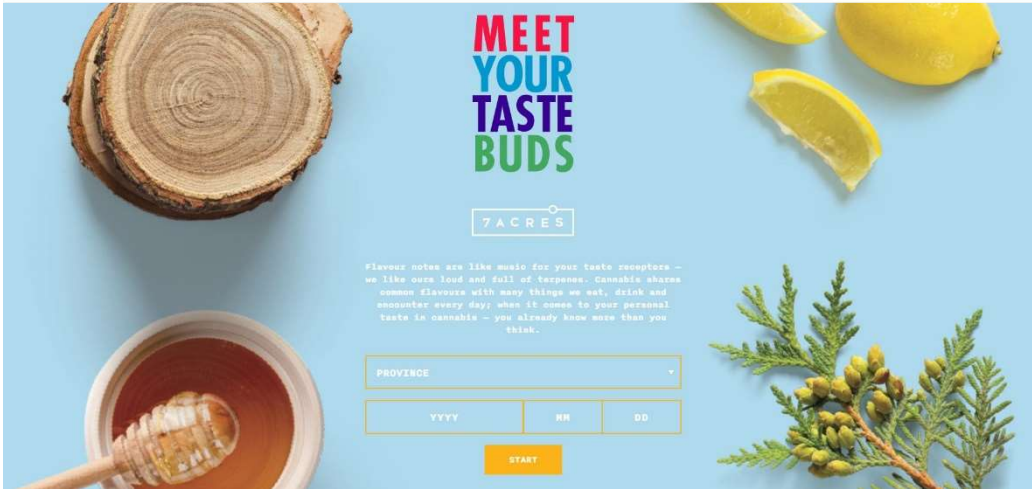 MEET
YOUR
TASTE
BUDS
7ACRES
Flavour notes are like music for your taste receptors —
we like ours loud and full of terpenes. Cannabis shares
common flavours with many things we eat, drink and
encounter every day; when it comes to your personal
taste in cannabis — you already know more than you
think.
PROVINCE
YYYY MM DD
START